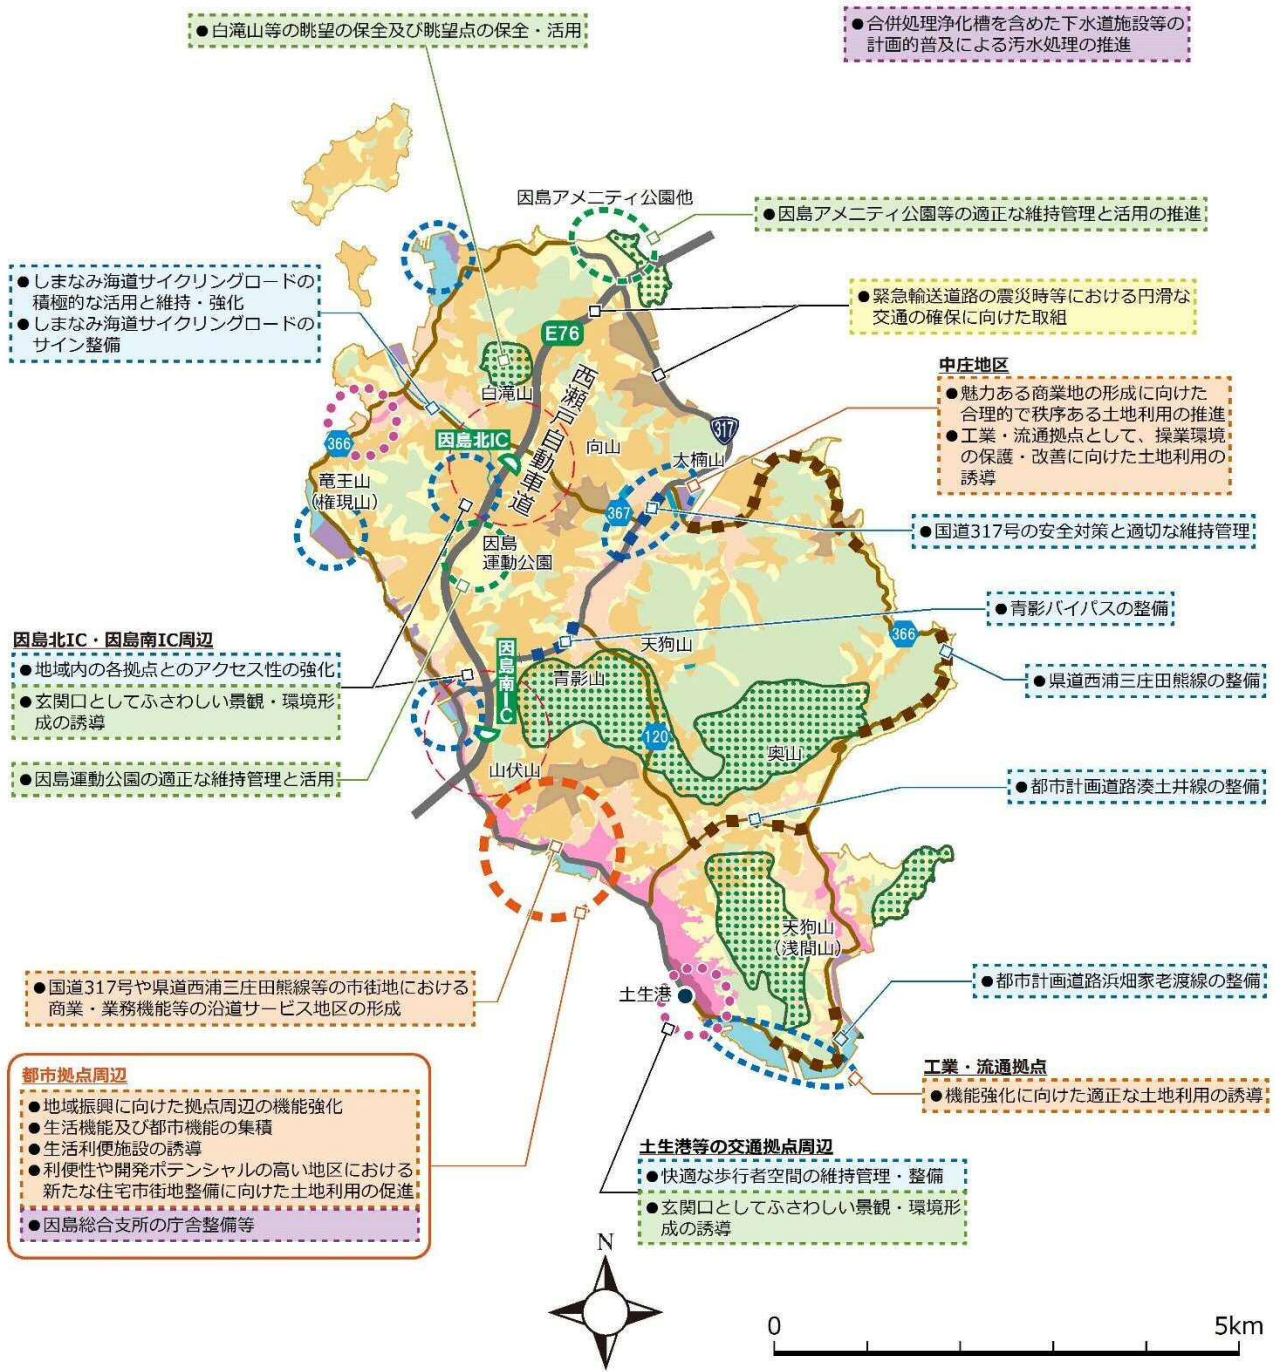 ●白滝山等の眺望の保全及び眺望点の保全・活用
●合併処理浄化槽を含めた下水道施設等の
計画的普及による汚水処理の推進
因島アメニティ公園他
●因島アメニティ公園等の適正な維持管理と活用の推進
●しまなみ海道サイクリングロードの
積極的な活用と維持・強化
●しまなみ海道サイクリングロードの
サイン整備
●緊急輸送道路の震災時等における円滑な
交通の確保に向けた取組
E76
中庄地区
●魅力ある商業地の形成に向けた
合理的で秩序ある土地利用の推進
●工業・流通拠点として、操業環境
の保護・改善に向けた土地利用の
誘導
白滝山
西瀬戸自動車道
317
366
因島北IC
向山
大楠山
竜王山
(権現山)
367
●国道317号の安全対策と適切な維持管理
因島
運動公園
●青影バイパスの整備
因島北IC・因島南IC周辺
●地域内の各拠点とのアクセス性の強化
●玄関口としてふさわしい景観・環境形
成の誘導
因島南IC
天狗山
366
青影山
●県道西浦三庄田熊線の整備
120
奥山
●因島運動公園の適正な維持管理と活用
山伏山
●都市計画道路湊土井線の整備
天狗山
(浅間山)
●国道317号や県道西浦三庄田熊線等の市街地における
商業・業務機能等の沿道サービス地区の形成
土生港
●都市計画道路浜畑家老渡線の整備
都市拠点周辺
●地域振興に向けた拠点周辺の機能強化
●生活機能及び都市機能の集積
●生活利便施設の誘導
●利便性や開発ポテンシャルの高い地区における
新たな住宅市街地整備に向けた土地利用の促進
●因島総合支所の庁舎整備等
工業・流通拠点
●機能強化に向けた適正な土地利用の誘導
土生港等の交通拠点周辺
●快適な歩行者空間の維持管理・整備
●玄関口としてふさわしい景観・環境形
成の誘導
N
0 5km